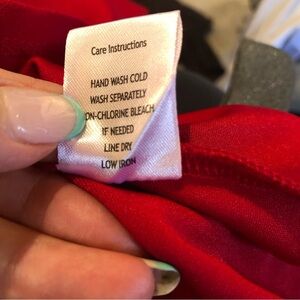 Care Instructions
HAND WASH COLD
WASH SEPARATELY
ON-CHLORINE BLEACH
IF NEEDED
LINE DRY
LOW IRON